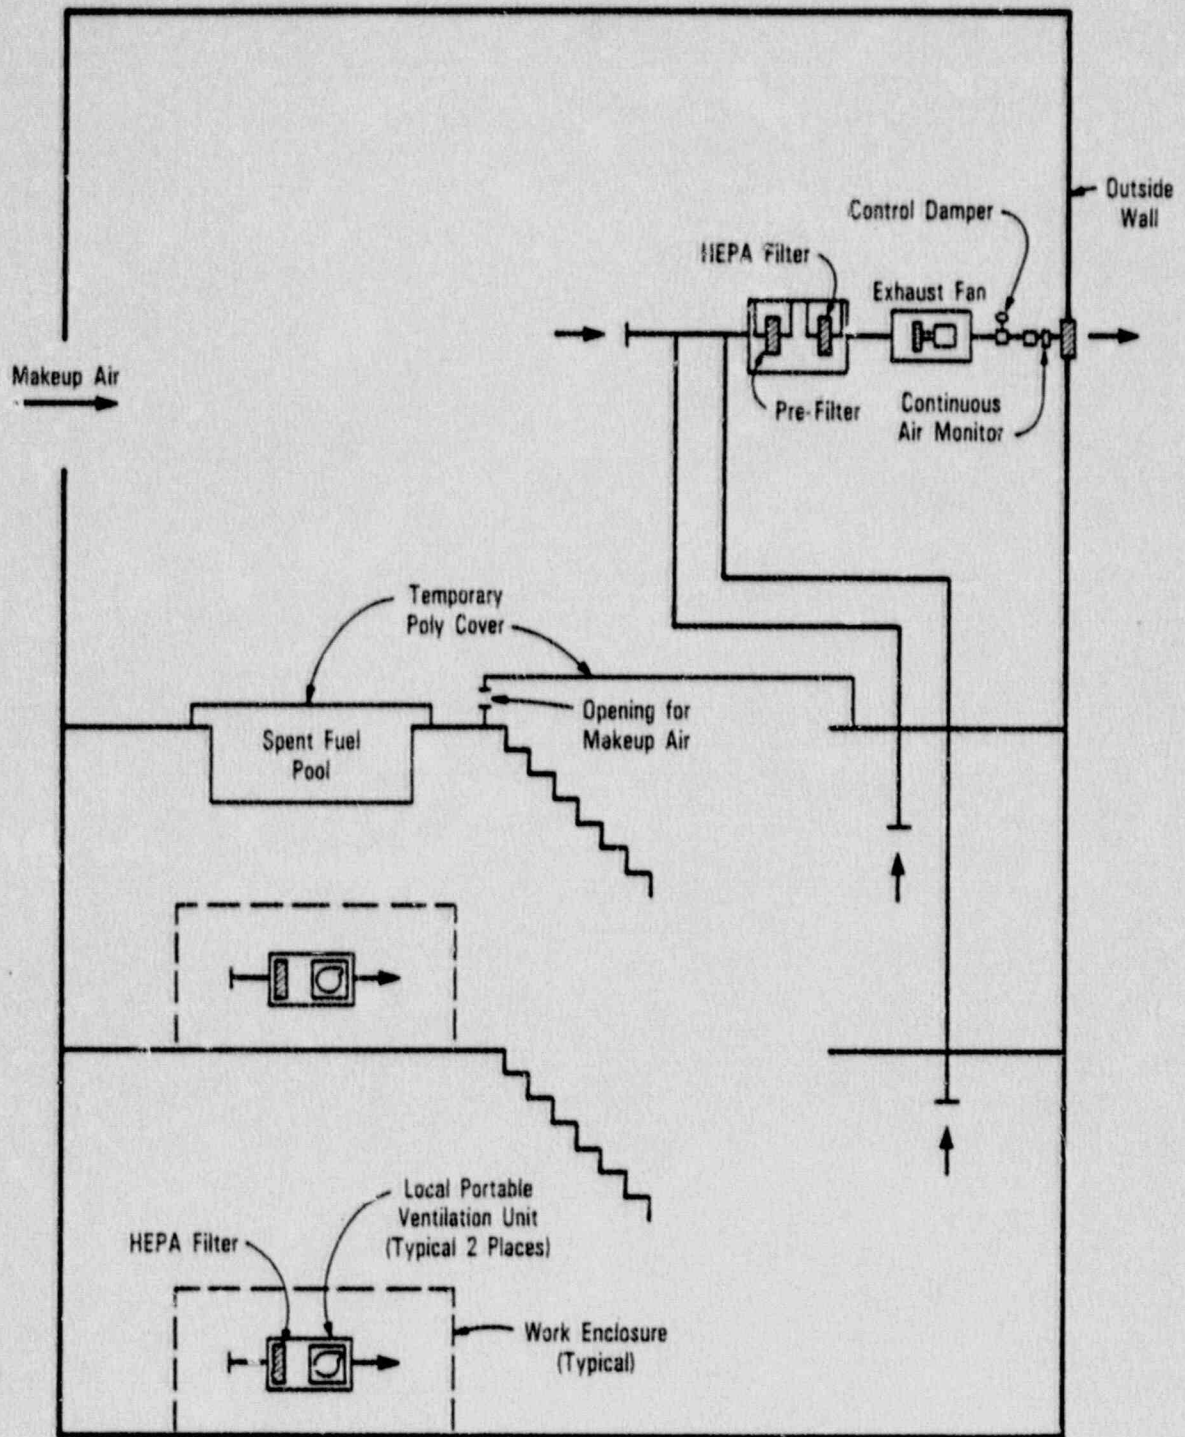 Outside
Wall
Control Damper
HEPA Filter
Exhaust Fan
Makeup Air
Pre-Filter
Continuous
Air Monitor
Temporary
Poly Cover
Opening for
Makeup Air
Spent Fuel
Pool
Local Portable
Ventilation Unit
(Typical 2 Places)
HEPA Filter
Work Enclosure
(Typical)